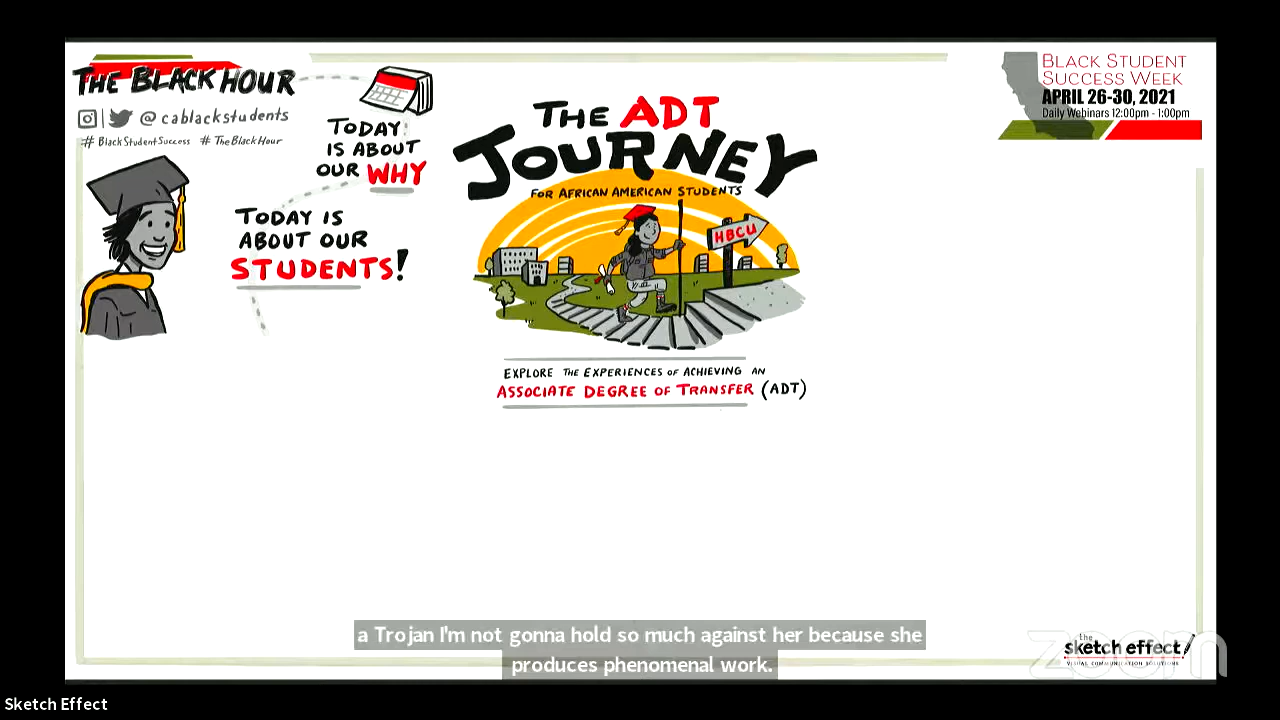 THE BLACK HOUR
@cablackstudents
# BlackStudentSuccess # TheBlackHour
TODAY
IS ABOUT
OUR WHY
TODAY IS
ABOUT OUR
STUDENTS!
THE ADT
JOURNEY
FOR AFRICAN AMERICAN STUDENTS
HBCU
EXPLORE THE EXPERIENCES OF ACHIEVING AN
ASSOCIATE DEGREE OF TRANSFER (ADT)
BLACK STUDENT
SUCCESS WEEK
APRIL 26-30, 2021
Daily Webinars 12:00pm - 1:00pm
a Trojan I'm not gonna hold so much against her because she
produces phenomenal work.
the
sketch effect/
VISUAL COMMUNICATION SOLUTIONS
zoom
Sketch Effect